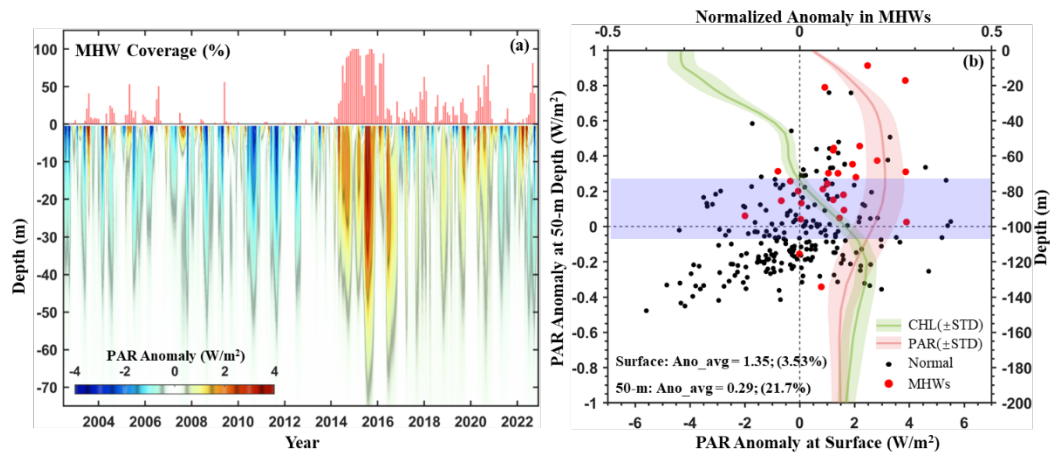 MHW Coverage (%)
(a)
100
75
50
25
0
-10
-20
-30
-40
-50
-60
-70
Depth (m)
PAR Anomaly (W/m²)
-4 -2 0 2 4
2004 2006 2008 2010 2012 2014 2016 2018 2020 2022
Year
Normalized Anomaly in MHWs
-0.5 0 0.5
(b)
1
0.8
0.6
0.4
0.2
0
-0.2
-0.4
-0.6
-0.8
-1
PAR Anomaly at 50-m Depth (W/m²)
0
-20
-40
-60
-80
-100
-120
-140
-160
-180
-200
Depth (m)
CHL(±STD)
PAR(±STD)
Normal
MHWs
Surface: Ano_avg = 1.35; (3.53%)
50-m: Ano_avg = 0.29; (21.7%)
-6 -4 -2 0 2 4 6
PAR Anomaly at Surface (W/m²)